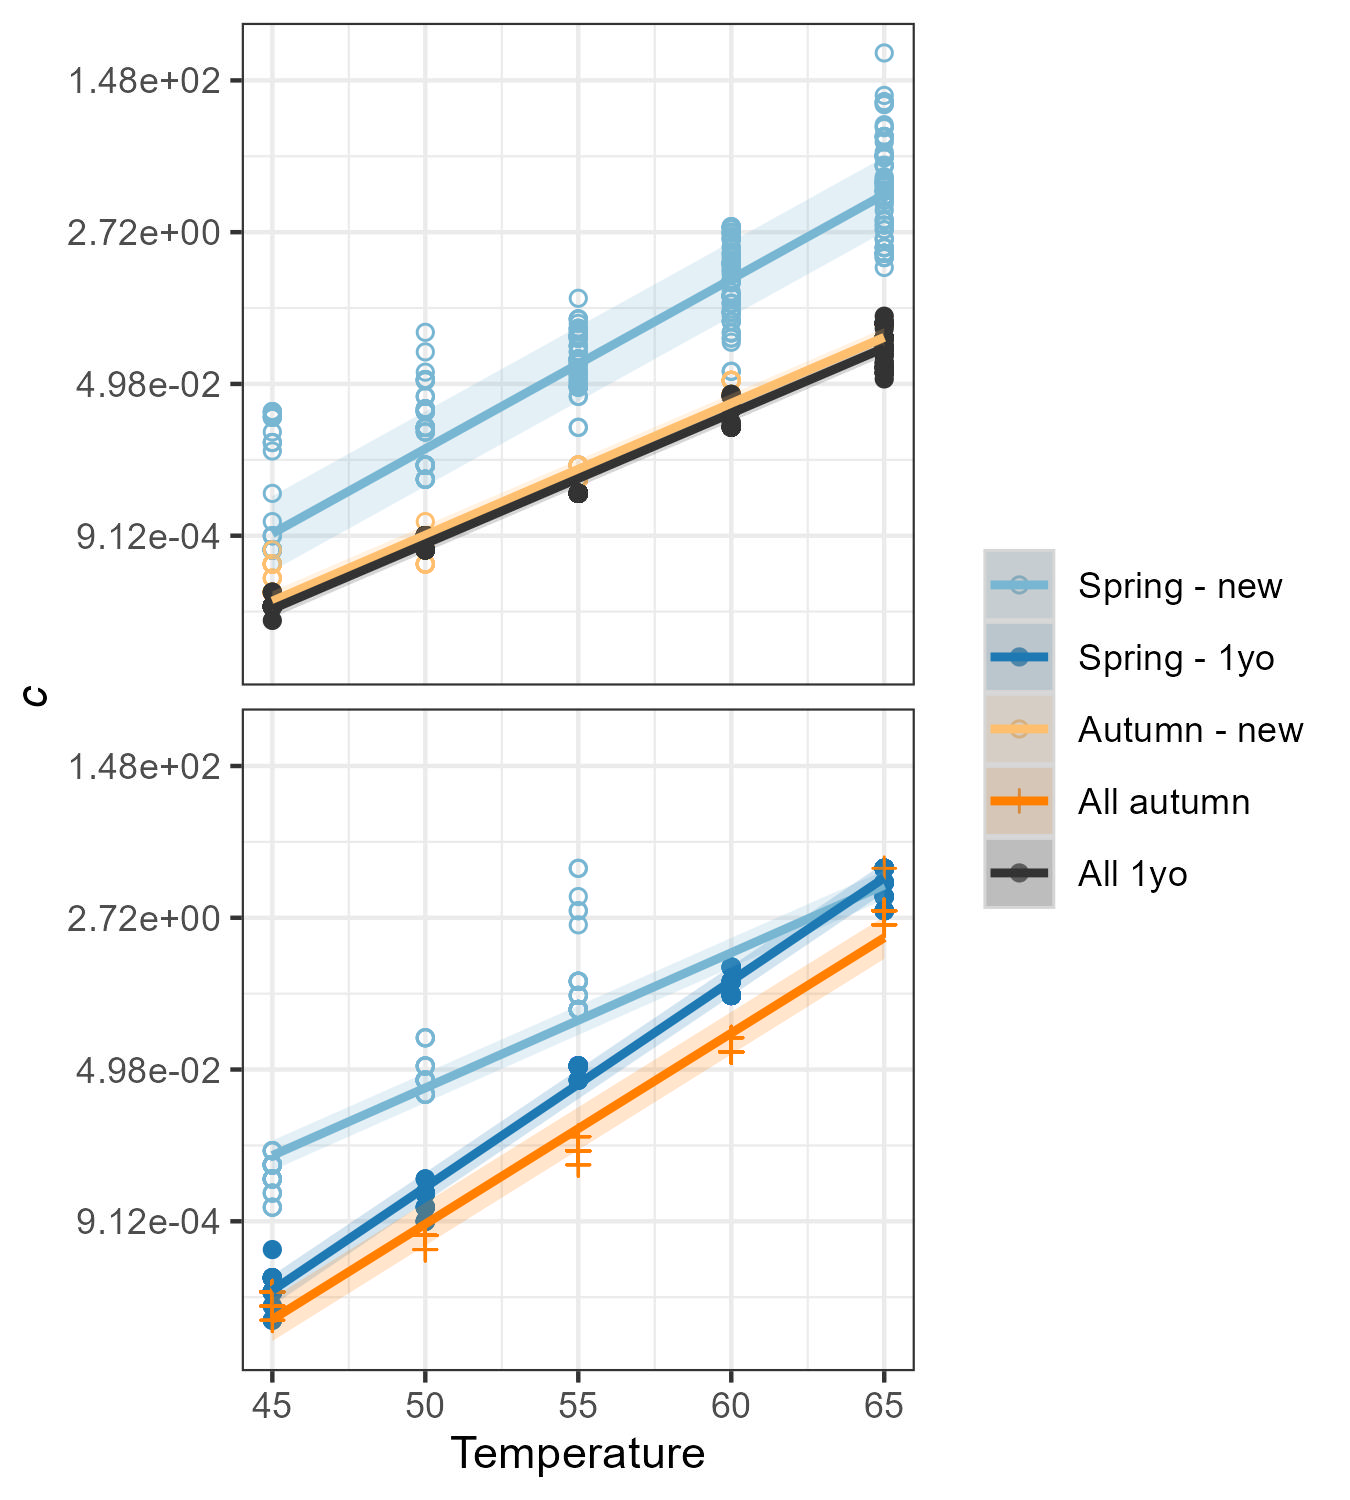 1.48e+02
2.72e+00
4.98e-02
9.12e-04
c
1.48e+02
2.72e+00
4.98e-02
9.12e-04
45 50 55 60 65
Temperature
Spring - new
Spring - 1yo
Autumn - new
All autumn
All 1yo